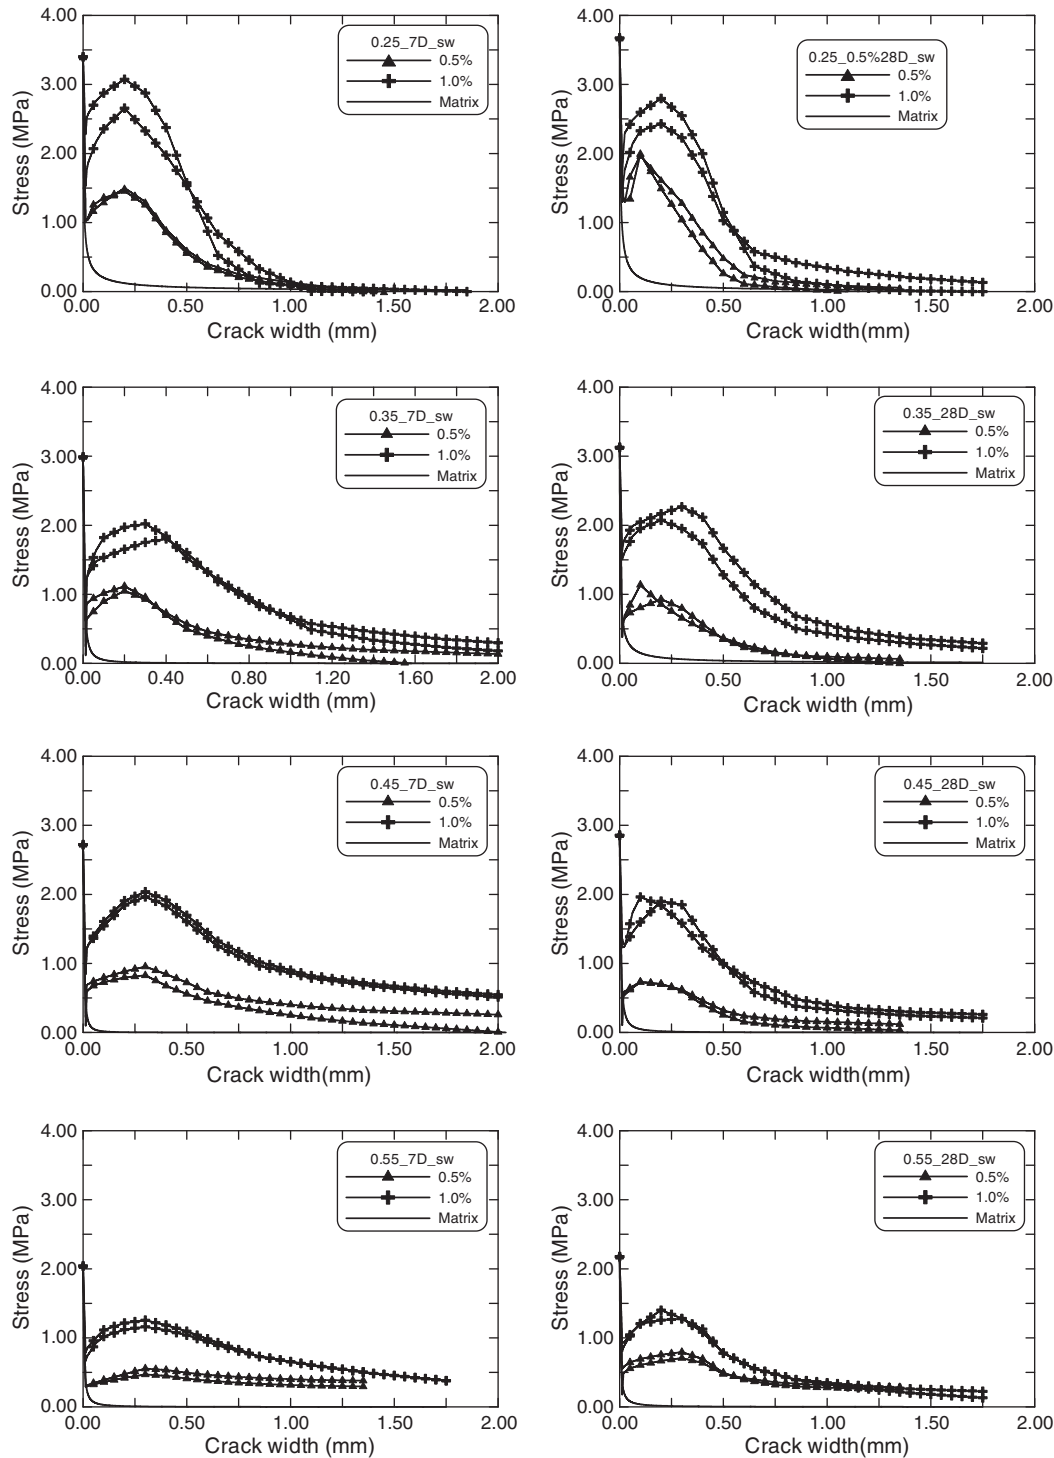 4.00
3.00
2.00
1.00
0.00
Stress (MPa)
0.00 0.50 1.00 1.50 2.00
Crack width (mm)
0.25_7D_sw
0.5%
1.0%
Matrix
4.00
3.00
2.00
1.00
0.00
Stress (MPa)
0.00 0.50 1.00 1.50 2.00
Crack width(mm)
0.25_0.5%28D_sw
0.5%
1.0%
Matrix
4.00
3.00
2.00
1.00
0.00
Stress (MPa)
0.00 0.40 0.80 1.20 1.60 2.00
Crack width (mm)
0.35_7D_sw
0.5%
1.0%
Matrix
4.00
3.00
2.00
1.00
0.00
Stress (MPa)
0.00 0.50 1.00 1.50 2.00
Crack width (mm)
0.35_28D_sw
0.5%
1.0%
Matrix
4.00
3.00
2.00
1.00
0.00
Stress (MPa)
0.00 0.50 1.00 1.50 2.00
Crack width(mm)
0.45_7D_sw
0.5%
1.0%
Matrix
4.00
3.00
2.00
1.00
0.00
Stress (MPa)
0.00 0.50 1.00 1.50 2.00
Crack width(mm)
0.45_28D_sw
0.5%
1.0%
Matrix
4.00
3.00
2.00
1.00
0.00
Stress (MPa)
0.00 0.50 1.00 1.50 2.00
Crack width (mm)
0.55_7D_sw
0.5%
1.0%
Matrix
4.00
3.00
2.00
1.00
0.00
Stress (MPa)
0.00 0.50 1.00 1.50 2.00
Crack width(mm)
0.55_28D_sw
0.5%
1.0%
Matrix